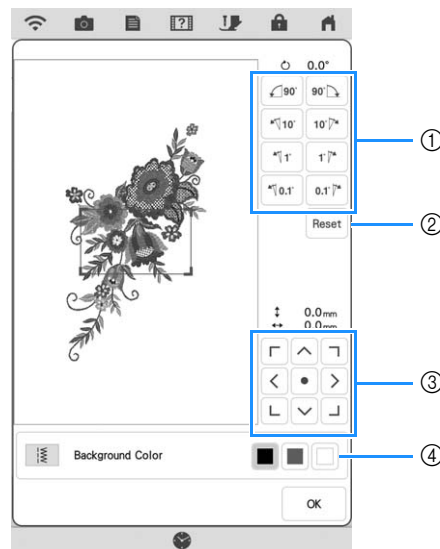 0.0°
90° 90°
10° 10°
1° 1°
0.1° 0.1°
Reset
0.0mm
0.0mm
Background Color
OK
①
②
③
④